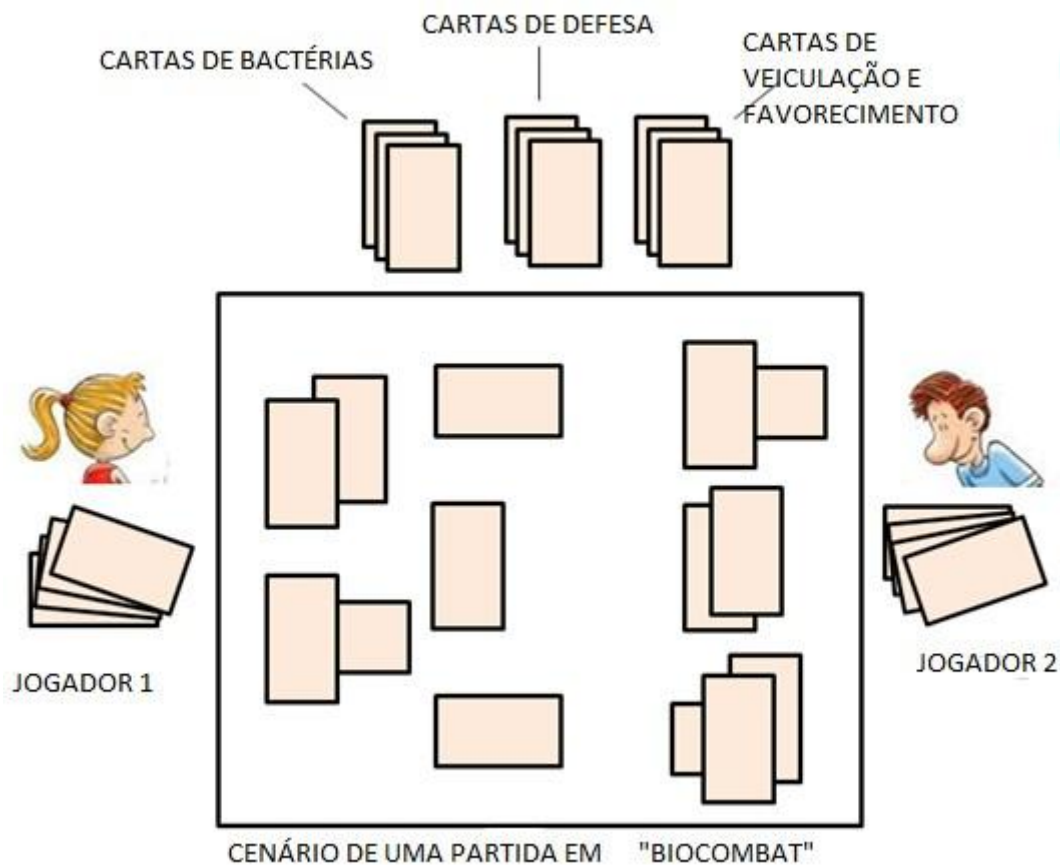 CARTAS DE BACTÉRIAS
CARTAS DE DEFESA
CARTAS DE
VEICULAÇÃO E
FAVORECIMENTO
JOGADOR 1
JOGADOR 2
CENÁRIO DE UMA PARTIDA EM "BIOCOMBAT"